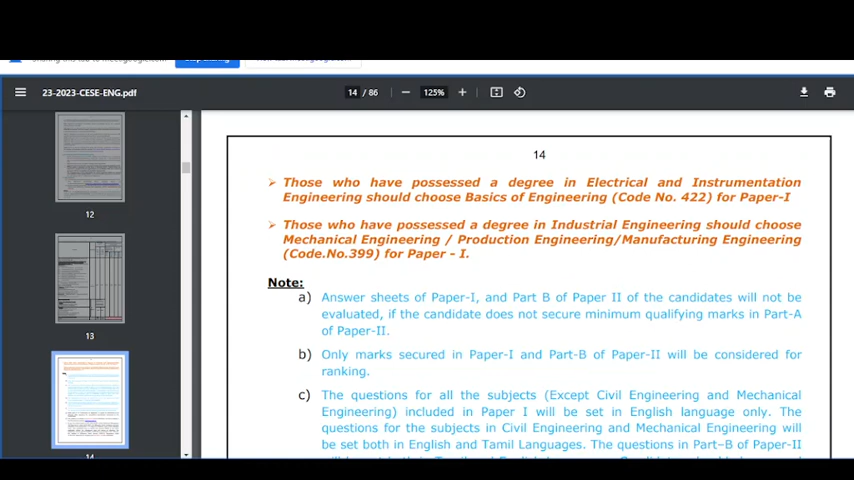 23-2023-CESE-ENG.pdf
14 / 86
125%
12
13
14
14
➢ Those who have possessed a degree in Electrical and Instrumentation
Engineering should choose Basics of Engineering (Code No. 422) for Paper-I
➢ Those who have possessed a degree in Industrial Engineering should choose
Mechanical Engineering / Production Engineering/Manufacturing Engineering
(Code.No.399) for Paper - I.
Note:
a) Answer sheets of Paper-I, and Part B of Paper II of the candidates will not be
evaluated, if the candidate does not secure minimum qualifying marks in Part-A
of Paper-II.
b) Only marks secured in Paper-I and Part-B of Paper-II will be considered for
ranking.
c) The questions for all the subjects (Except Civil Engineering and Mechanical
Engineering) included in Paper I will be set in English language only. The
questions for the subjects in Civil Engineering and Mechanical Engineering will
be set both in English and Tamil Languages. The questions in Part–B of Paper-II